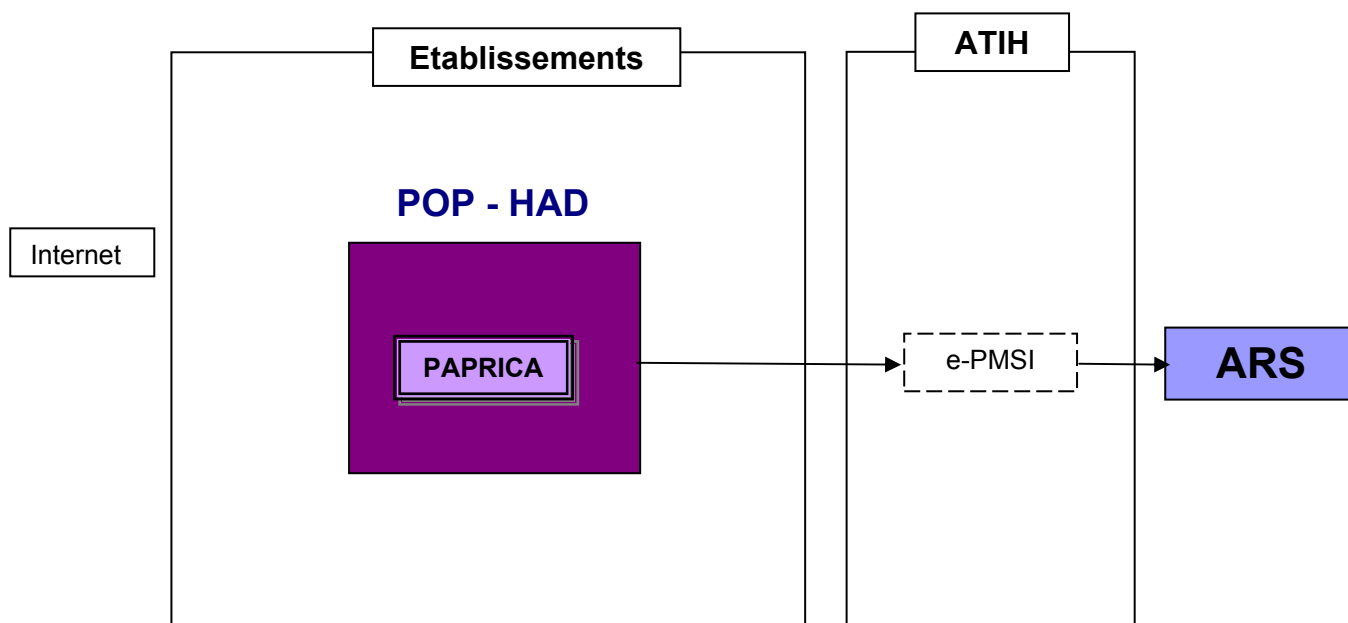 Etablissements
ATIH
POP - HAD
Internet
PAPRICA
e-PMSI
ARS